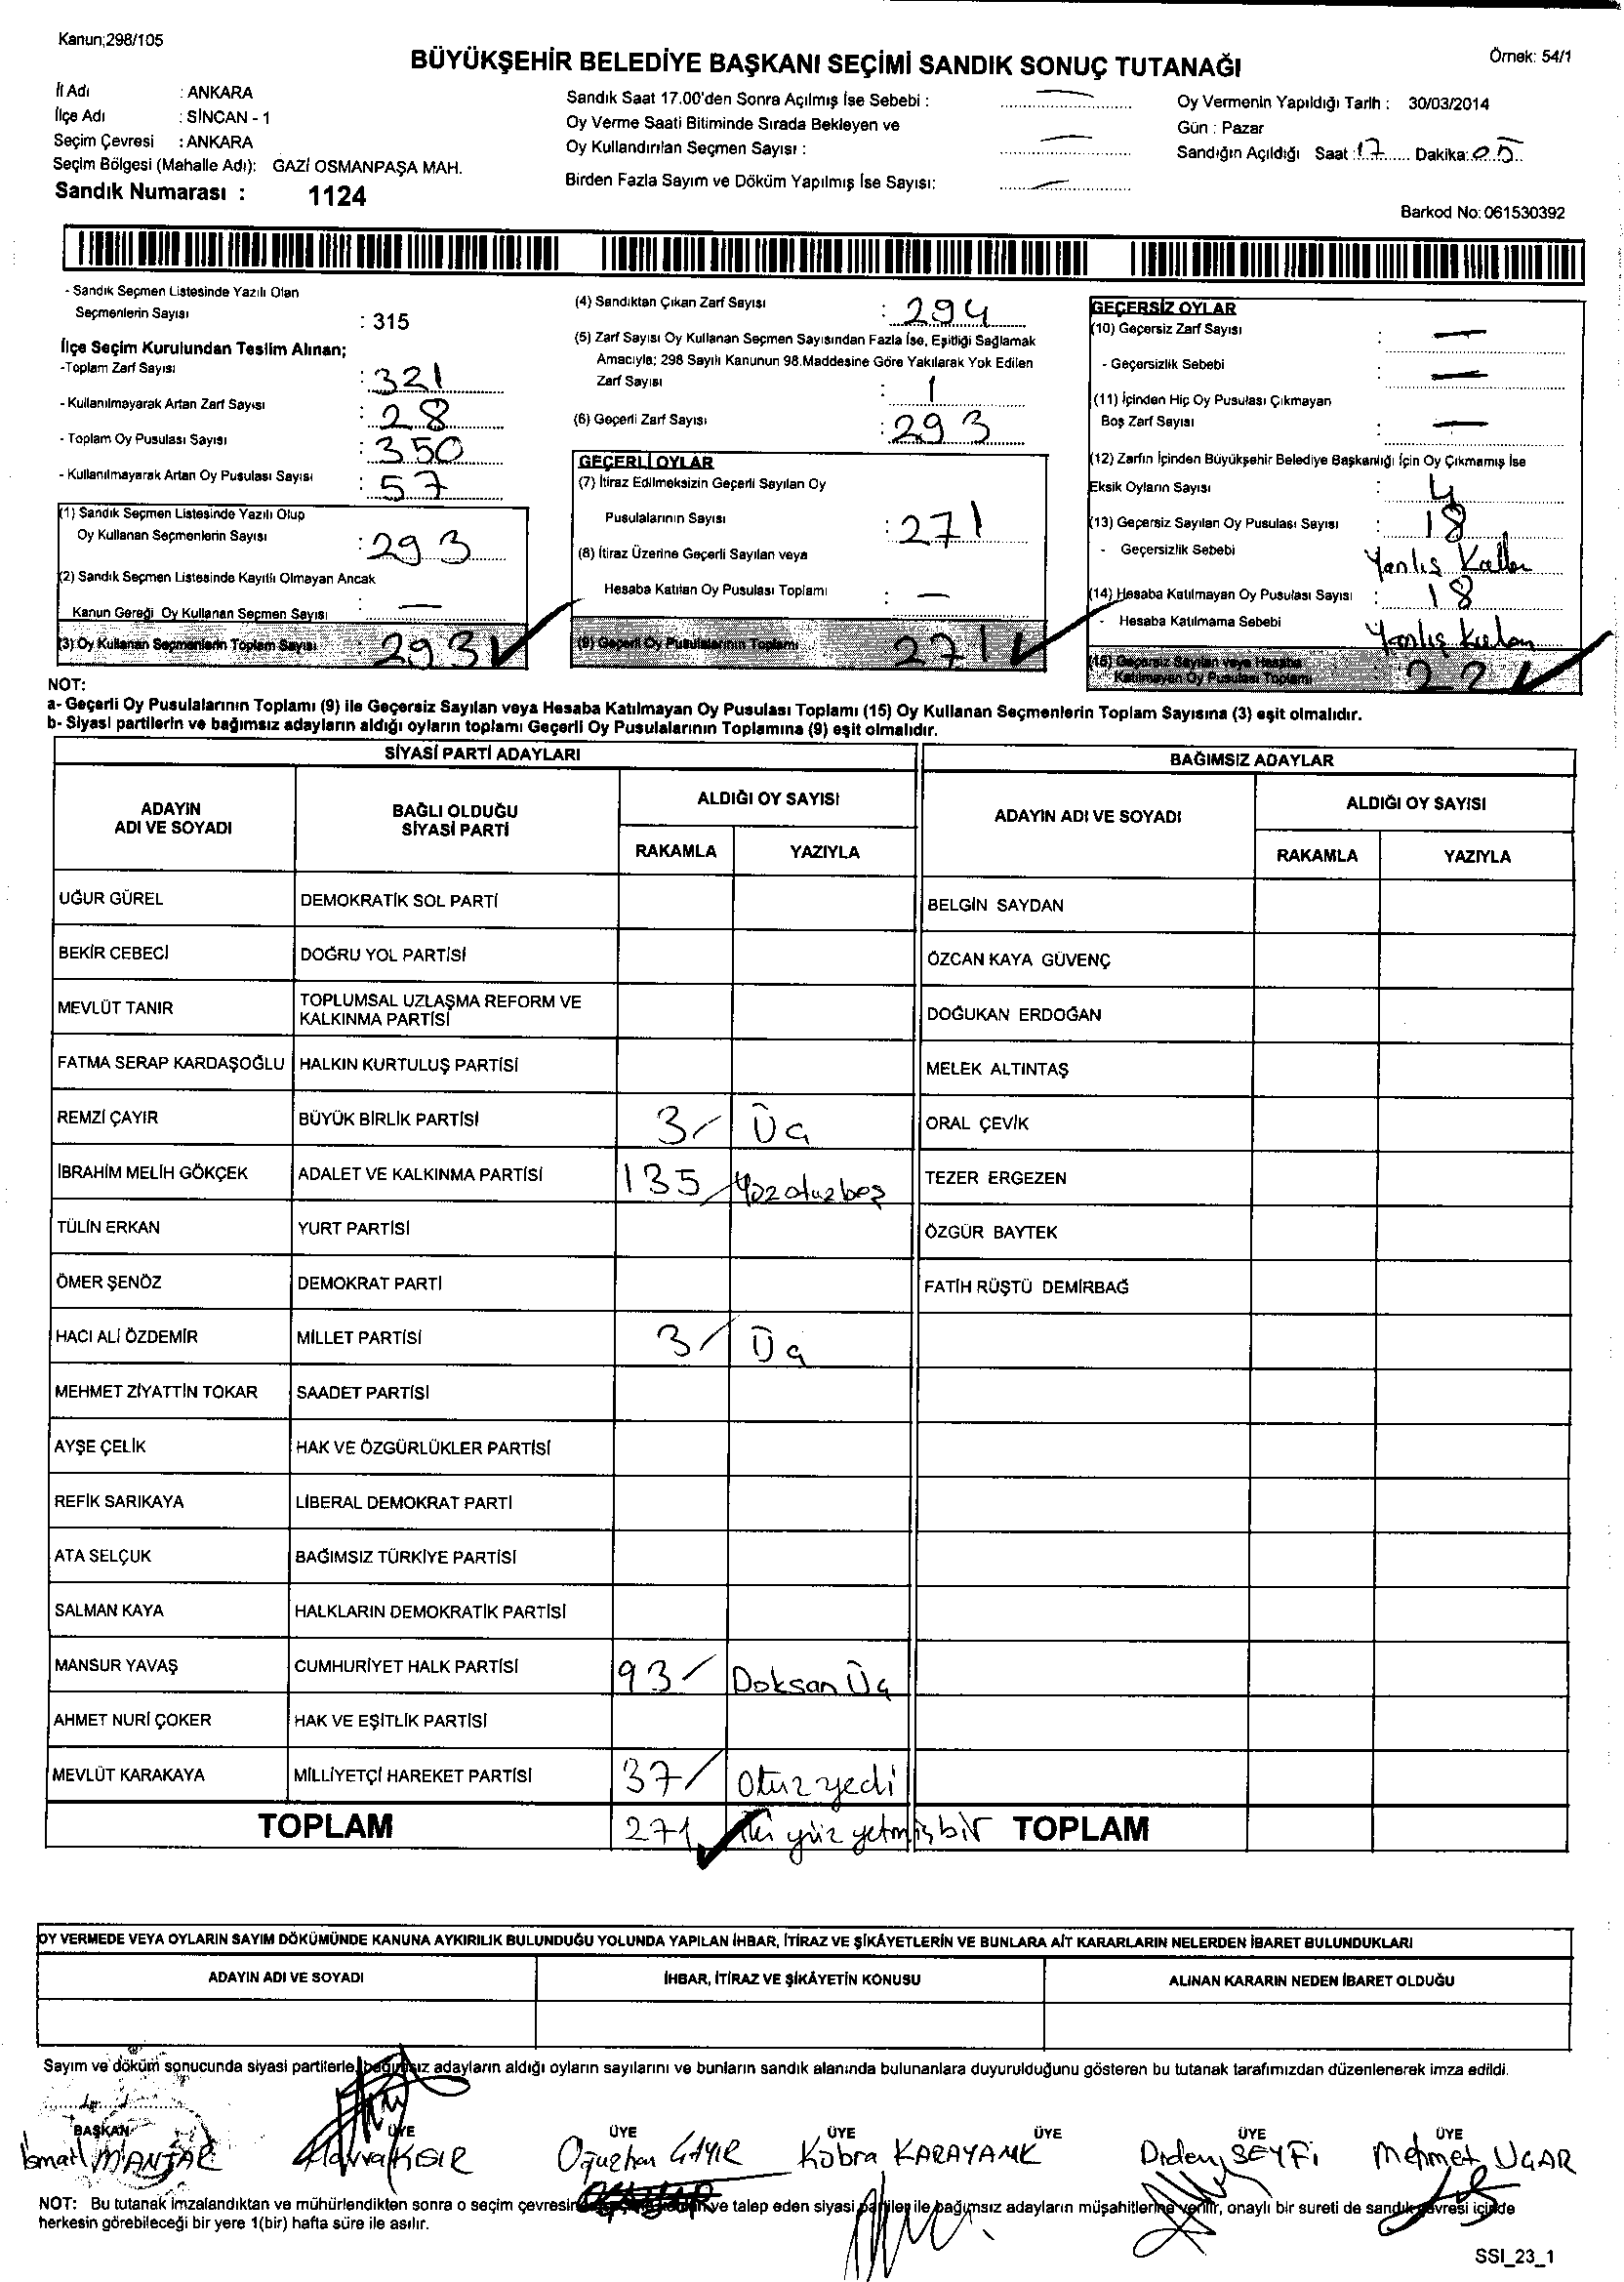 Kanun;298/105
BÜYÜKŞEHİR BELEDİYE BAŞKANI SEÇİMİ SANDIK SONUÇ TUTANAĞI
Örnek: 54/1
İl Adı : ANKARA
İlçe Adı : SİNCAN - 1
Seçim Çevresi : ANKARA
Seçim Bölgesi (Mahalle Adı): GAZİ OSMANPAŞA MAH.
Sandık Numarası : 1124
Sandık Saat 17.00'den Sonra Açılmış İse Sebebi : —
Oy Verme Saati Bitiminde Sırada Bekleyen ve
Oy Kullandırılan Seçmen Sayısı : —
Birden Fazla Sayım ve Döküm Yapılmış İse Sayısı: —
Oy Vermenin Yapıldığı Tarih : 30/03/2014
Gün : Pazar
Sandığın Açıldığı Saat : 17 Dakika: 05
Barkod No: 061530392
- Sandık Seçmen Listesinde Yazılı Olan
Seçmenlerin Sayısı : 315
İlçe Seçim Kurulundan Teslim Alınan;
-Toplam Zarf Sayısı : 321
- Kullanılmayarak Artan Zarf Sayısı : 28
- Toplam Oy Pusulası Sayısı : 350
- Kullanılmayarak Artan Oy Pusulası Sayısı : 57
(1) Sandık Seçmen Listesinde Yazılı Olup
Oy Kullanan Seçmenlerin Sayısı : 293
(2) Sandık Seçmen Listesinde Kayıtlı Olmayan Ancak
Kanun Gereği Oy Kullanan Seçmen Sayısı : —
(3) Oy Kullanan Seçmenlerin Toplam Sayısı : 293
(4) Sandıktan Çıkan Zarf Sayısı : 294
(5) Zarf Sayısı Oy Kullanan Seçmen Sayısından Fazla İse, Eşitliği Sağlamak
Amacıyla; 298 Sayılı Kanunun 98.Maddesine Göre Yakılarak Yok Edilen
Zarf Sayısı : 1
(6) Geçerli Zarf Sayısı : 293
GEÇERLİ OYLAR
(7) İtiraz Edilmeksizin Geçerli Sayılan Oy
Pusulalarının Sayısı : 271
(8) İtiraz Üzerine Geçerli Sayılan veya
Hesaba Katılan Oy Pusulası Toplamı : —
(9) Geçerli Oy Pusulalarının Toplamı 271
GEÇERSİZ OYLAR
(10) Geçersiz Zarf Sayısı : —
- Geçersizlik Sebebi : —
(11) İçinden Hiç Oy Pusulası Çıkmayan
Boş Zarf Sayısı : —
(12) Zarfın İçinden Büyükşehir Belediye Başkanlığı İçin Oy Çıkmamış İse
Eksik Oyların Sayısı : 4
(13) Geçersiz Sayılan Oy Pusulası Sayısı : 18
- Geçersizlik Sebebi Yanlış
(14) Hesaba Katılmayan Oy Pusulası Sayısı : 18
- Hesaba Katılmama Sebebi Yanlış
(15) Geçersiz Sayılan veya Hesaba
Katılmayan Oy Pusulası Toplamı : 22
NOT:
a- Geçerli Oy Pusulalarının Toplamı (9) ile Geçersiz Sayılan veya Hesaba Katılmayan Oy Pusulası Toplamı (15) Oy Kullanan Seçmenlerin Toplam Sayısına (3) eşit olmalıdır.
b- Siyasi partilerin ve bağımsız adayların aldığı oyların toplamı Geçerli Oy Pusulalarının Toplamına (9) eşit olmalıdır.
SİYASİ PARTİ ADAYLARI BAĞIMSIZ ADAYLAR
ADAYIN ADI VE SOYADI BAĞLI OLDUĞU SİYASİ PARTİ ALDIĞI OY SAYISI ADAYIN ADI VE SOYADI ALDIĞI OY SAYISI
RAKAMLA YAZIYLA RAKAMLA YAZIYLA
UĞUR GÜREL DEMOKRATİK SOL PARTİ BELGİN SAYDAN
BEKİR CEBECİ DOĞRU YOL PARTİSİ ÖZCAN KAYA GÜVENÇ
MEVLÜT TANIR TOPLUMSAL UZLAŞMA REFORM VE KALKINMA PARTİSİ DOĞUKAN ERDOĞAN
FATMA SERAP KARDAŞOĞLU HALKIN KURTULUŞ PARTİSİ MELEK ALTINTAŞ
REMZİ ÇAYIR BÜYÜK BİRLİK PARTİSİ 3/ Üç ORAL ÇEVİK
İBRAHİM MELİH GÖKÇEK ADALET VE KALKINMA PARTİSİ 135/ Yüzotuzbeş TEZER ERGEZEN
TÜLİN ERKAN YURT PARTİSİ ÖZGÜR BAYTEK
ÖMER ŞENÖZ DEMOKRAT PARTİ FATİH RÜŞTÜ DEMİRBAĞ
HACI ALİ ÖZDEMİR MİLLET PARTİSİ 3/ Üç
MEHMET ZİYATTİN TOKAR SAADET PARTİSİ
AYŞE ÇELİK HAK VE ÖZGÜRLÜKLER PARTİSİ
REFİK SARIKAYA LİBERAL DEMOKRAT PARTİ
ATA SELÇUK BAĞIMSIZ TÜRKİYE PARTİSİ
SALMAN KAYA HALKLARIN DEMOKRATİK PARTİSİ
MANSUR YAVAŞ CUMHURİYET HALK PARTİSİ 93/ Doksan Üç
AHMET NURİ ÇOKER HAK VE EŞİTLİK PARTİSİ
MEVLÜT KARAKAYA MİLLİYETÇİ HAREKET PARTİSİ 37/ Otuz yedi
TOPLAM 271 İki yüz yetmiş bir TOPLAM
OY VERMEDE VEYA OYLARIN SAYIM DÖKÜMÜNDE KANUNA AYKIRILIK BULUNDUĞU YOLUNDA YAPILAN İHBAR, İTİRAZ VE ŞİKÂYETLERİN VE BUNLARA AİT KARARLARIN NELERDEN İBARET BULUNDUKLARI
ADAYIN ADI VE SOYADI İHBAR, İTİRAZ VE ŞİKÂYETİN KONUSU ALINAN KARARIN NEDEN İBARET OLDUĞU
Sayım ve döküm sonucunda siyasi partilerle, bağımsız adayların aldığı oyların sayılarını ve bunların sandık alanında bulunanlara duyurulduğunu gösteren bu tutanak tarafımızdan düzenlenerek imza edildi.
BAŞKAN ÜYE ÜYE ÜYE ÜYE ÜYE ÜYE
İsmail Havva Oğuzhan Kübra SEYFİ Mehmet UÇAR
NOT: Bu tutanak imzalandıktan ve mühürlendikten sonra o seçim ve talep eden siyasi partiler ile bağımsız adayların müşahitlerine verilir, onaylı bir sureti de sandık çevresi içinde
herkesin görebileceği bir yere 1(bir) hafta süre ile asılır.
SSI_23_1